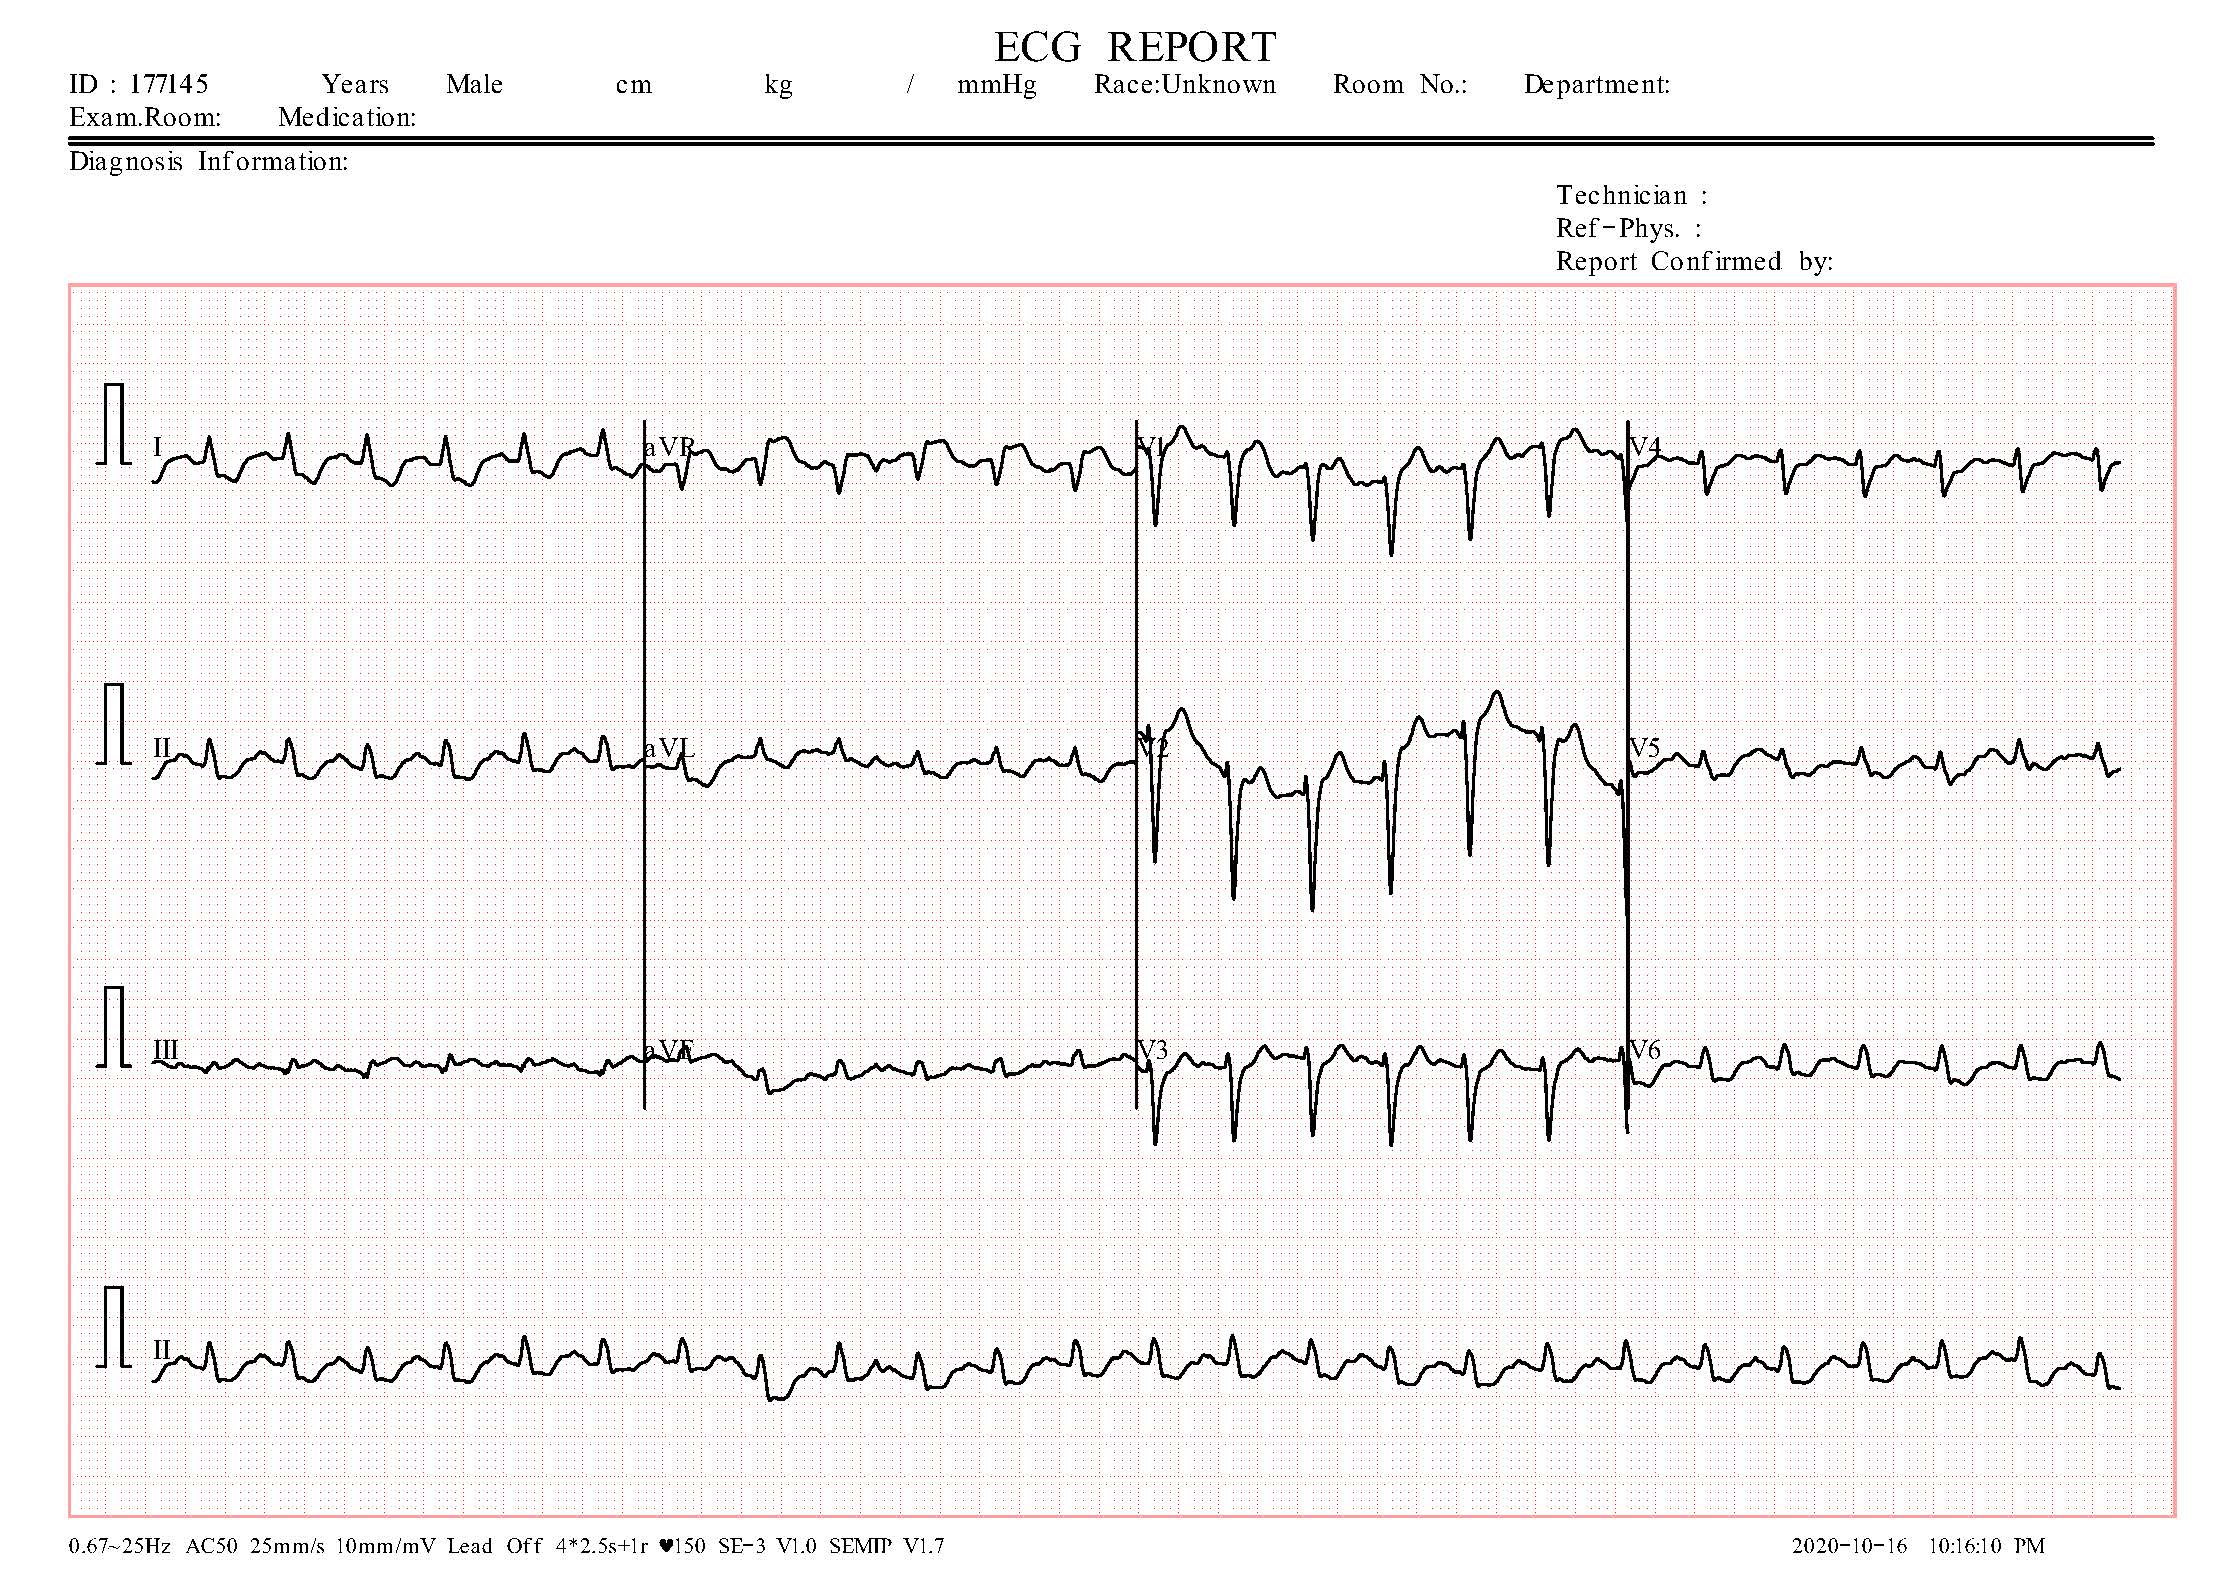 ECG REPORT
ID : 177145 Years Male cm kg / mmHg Race:Unknown Room No.: Department:
Exam.Room: Medication:
Diagnosis Information:
Technician :
Ref-Phys. :
Report Confirmed by:
I aVR V1 V4
II aVL V2 V5
III aVF V3 V6
II
0.67~25Hz AC50 25mm/s 10mm/mV Lead Off 4*2.5s+1r ♥150 SE-3 V1.0 SEMIP V1.7 2020-10-16 10:16:10 PM